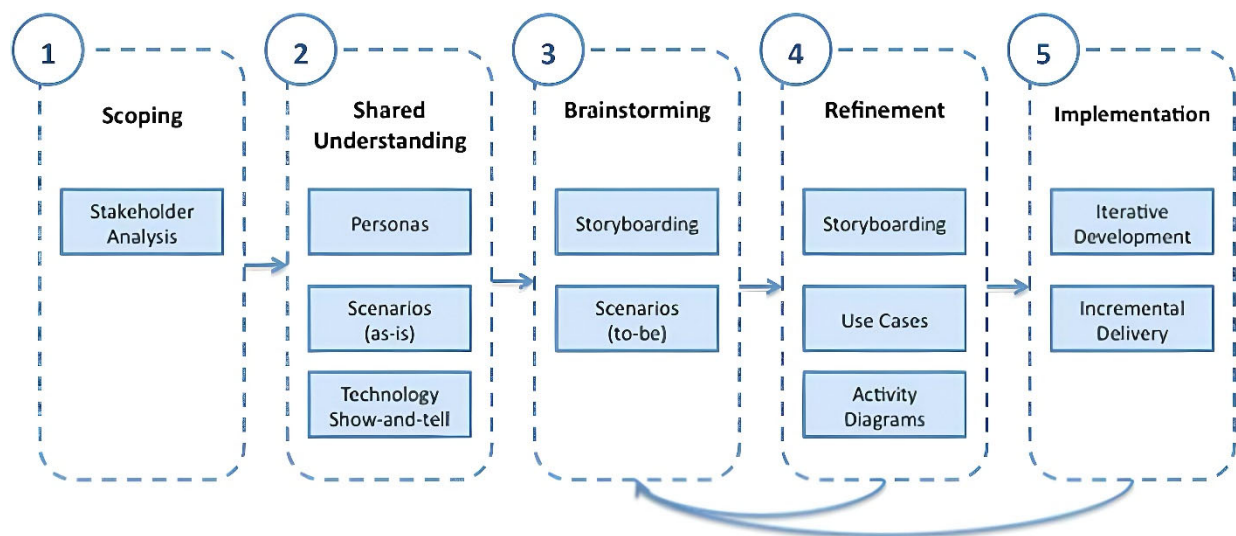 1
Scoping
Stakeholder
Analysis
2
Shared
Understanding
Personas
Scenarios
(as-is)
Technology
Show-and-tell
3
Brainstorming
Storyboarding
Scenarios
(to-be)
4
Refinement
Storyboarding
Use Cases
Activity
Diagrams
5
Implementation
Iterative
Development
Incremental
Delivery